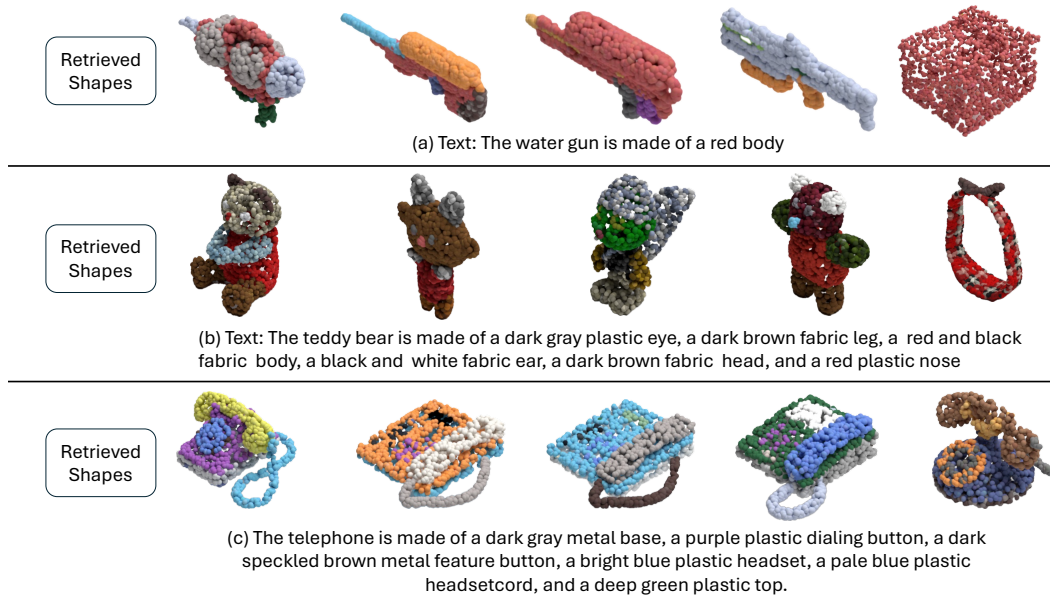 Retrieved
Shapes
(a) Text: The water gun is made of a red body
Retrieved
Shapes
(b) Text: The teddy bear is made of a dark gray plastic eye, a dark brown fabric leg, a red and black
fabric body, a black and white fabric ear, a dark brown fabric head, and a red plastic nose
Retrieved
Shapes
(c) The telephone is made of a dark gray metal base, a purple plastic dialing button, a dark
speckled brown metal feature button, a bright blue plastic headset, a pale blue plastic
headsetcord, and a deep green plastic top.